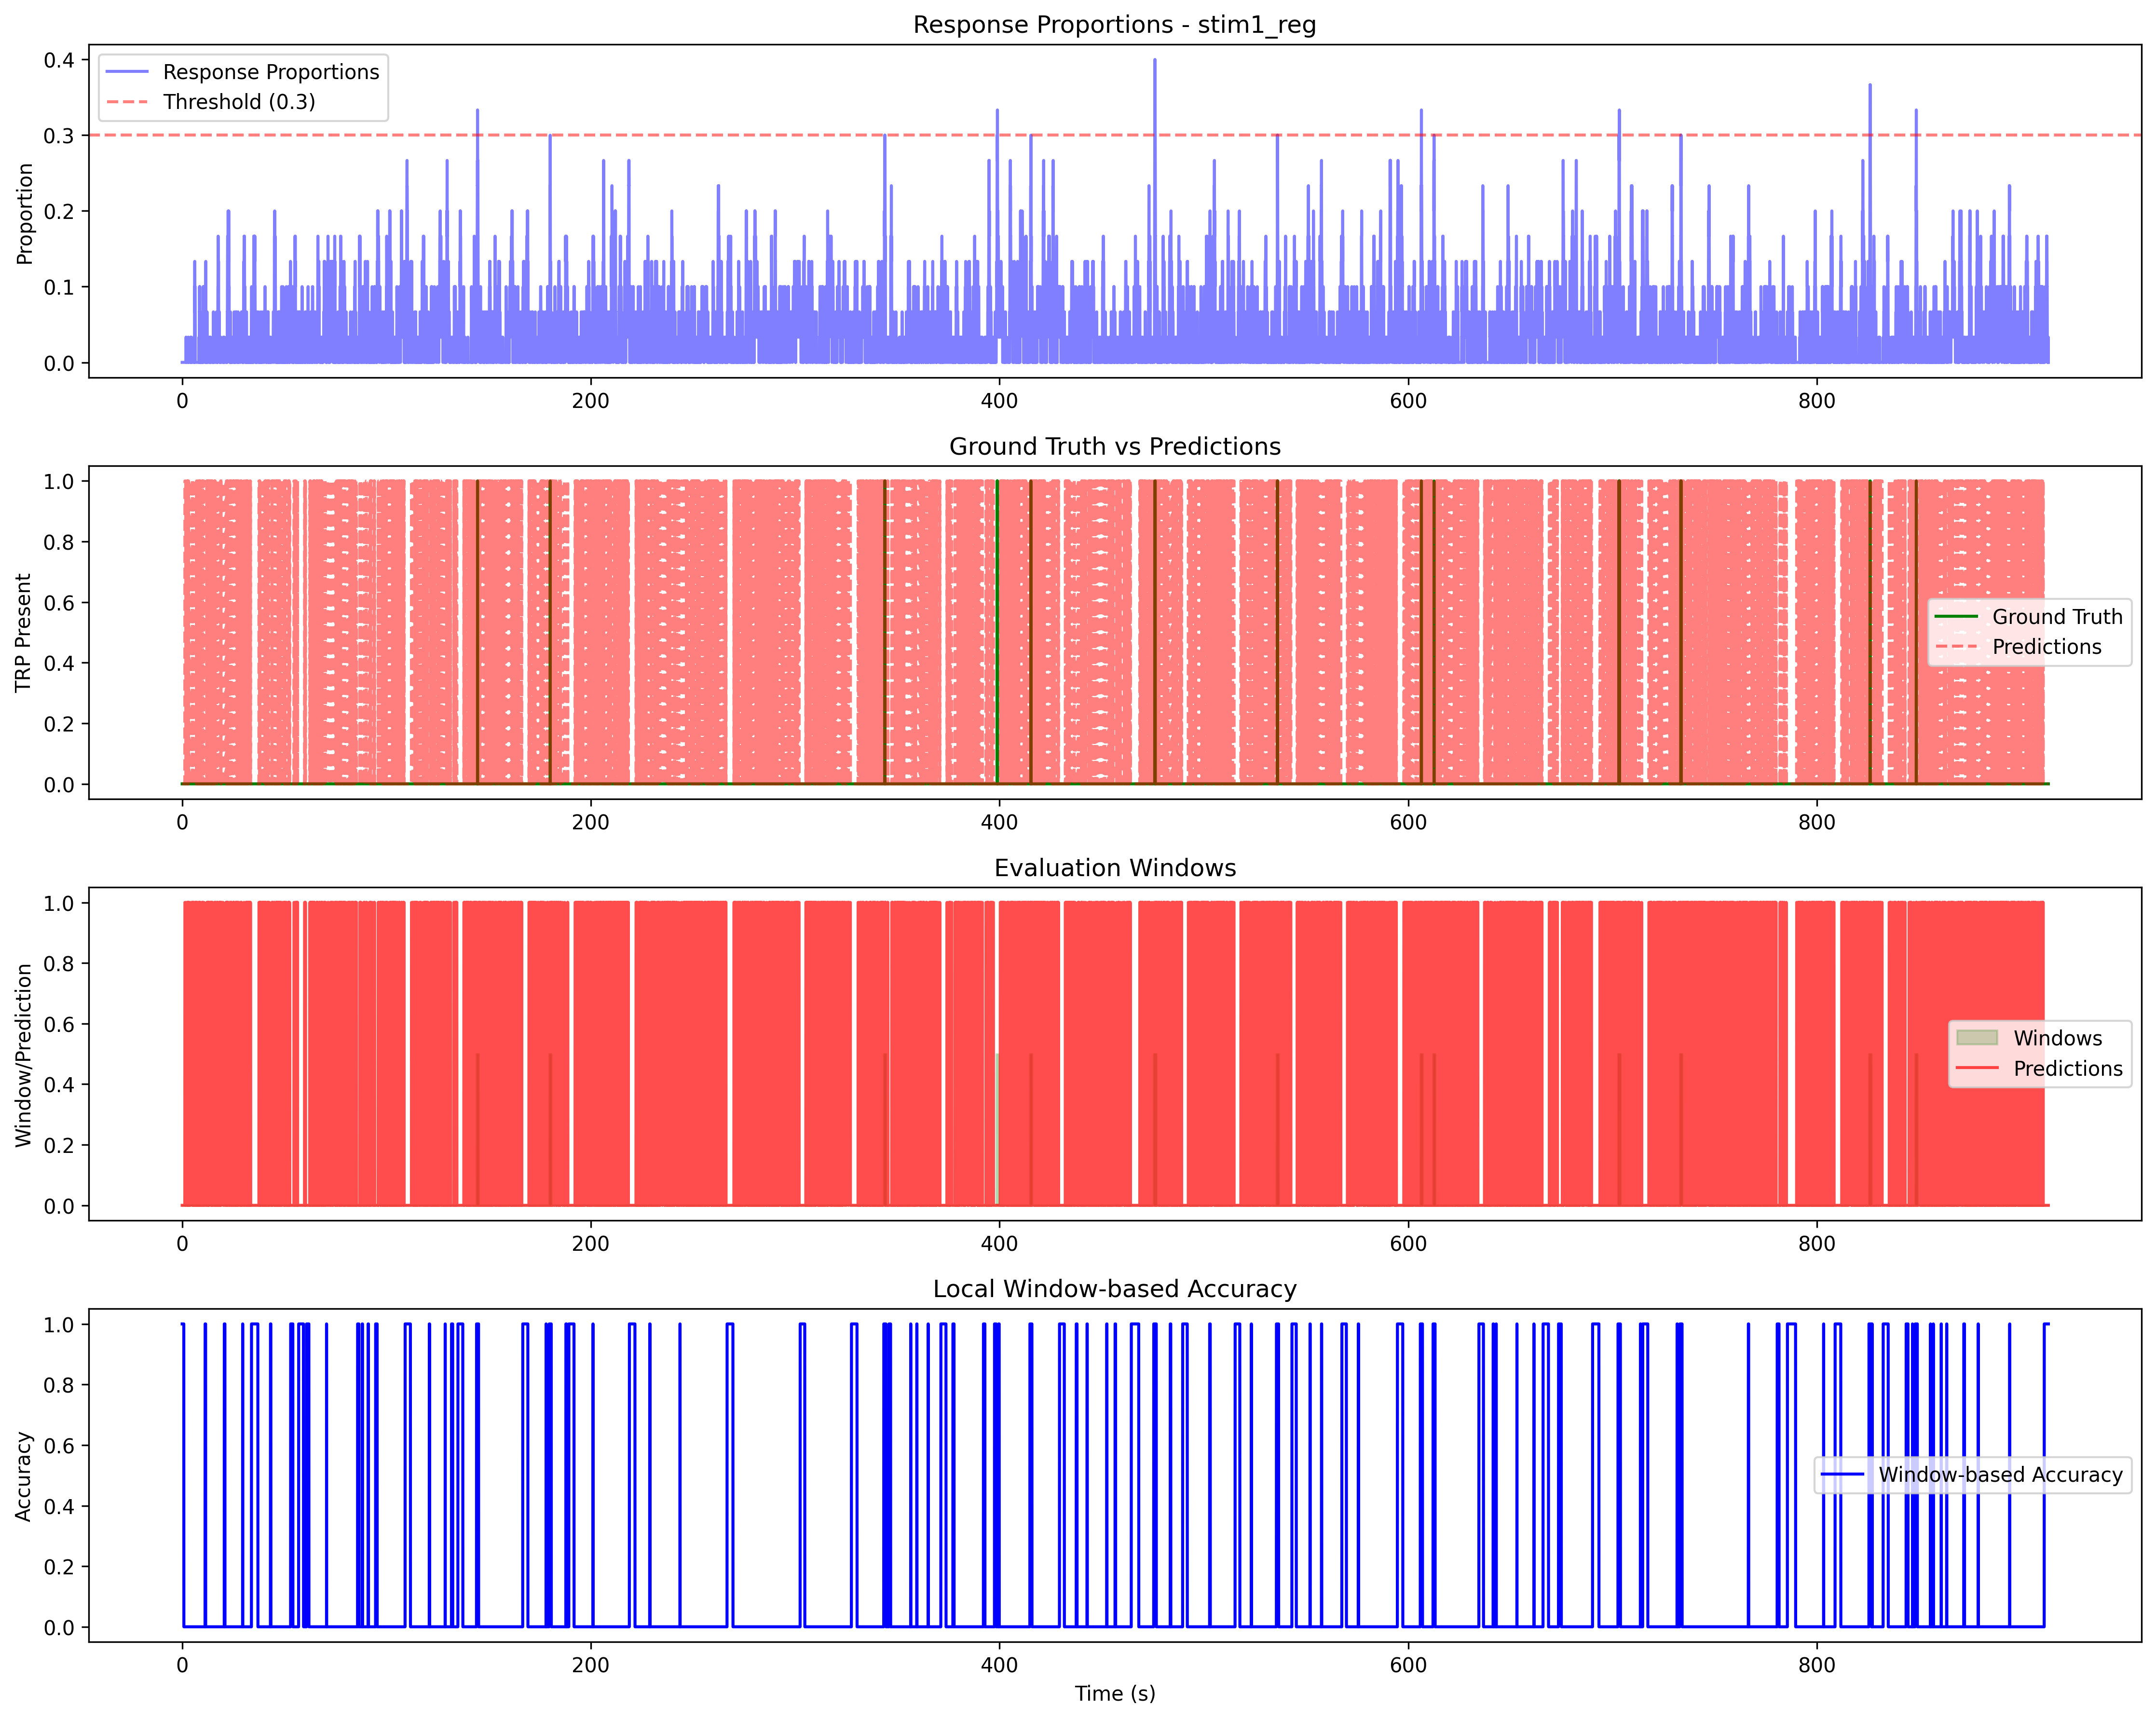 Response Proportions - stim1_reg
0.4
0.3
0.2
0.1
0.0
Proportion
Response Proportions
Threshold (0.3)
0 200 400 600 800
Ground Truth vs Predictions
1.0
0.8
0.6
0.4
0.2
0.0
TRP Present
Ground Truth
Predictions
0 200 400 600 800
Evaluation Windows
1.0
0.8
0.6
0.4
0.2
0.0
Window/Prediction
Windows
Predictions
0 200 400 600 800
Local Window-based Accuracy
1.0
0.8
0.6
0.4
0.2
0.0
Accuracy
Window-based Accuracy
0 200 400 600 800
Time (s)